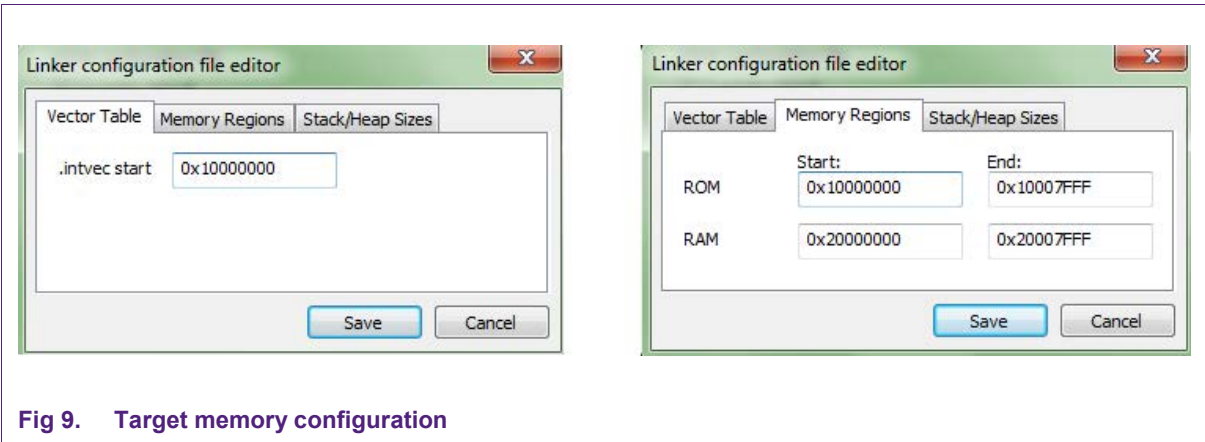 Linker configuration file editor
Vector Table Memory Regions Stack/Heap Sizes
.intvec start 0x10000000
Save Cancel
Linker configuration file editor
Vector Table Memory Regions Stack/Heap Sizes
Start: End:
ROM 0x10000000 0x10007FFF
RAM 0x20000000 0x20007FFF
Save Cancel
Fig 9. Target memory configuration